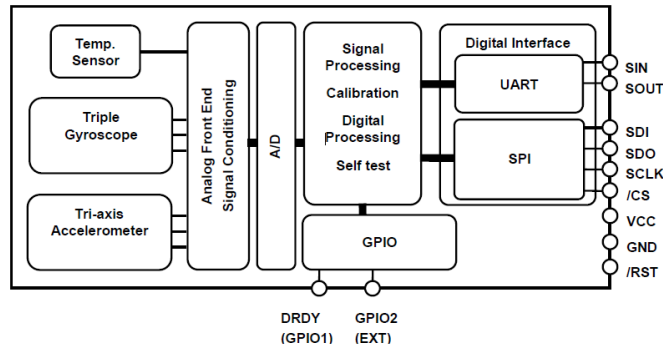 Temp.
Sensor
Triple
Gyroscope
Tri-axis
Accelerometer
Analog Front End
Signal Conditioning
A/D
Signal
Processing
Calibration
Digital
Processing
Self test
GPIO
Digital Interface
UART
SPI
SIN
SOUT
SDI
SDO
SCLK
/CS
VCC
GND
/RST
DRDY
(GPIO1)
GPIO2
(EXT)